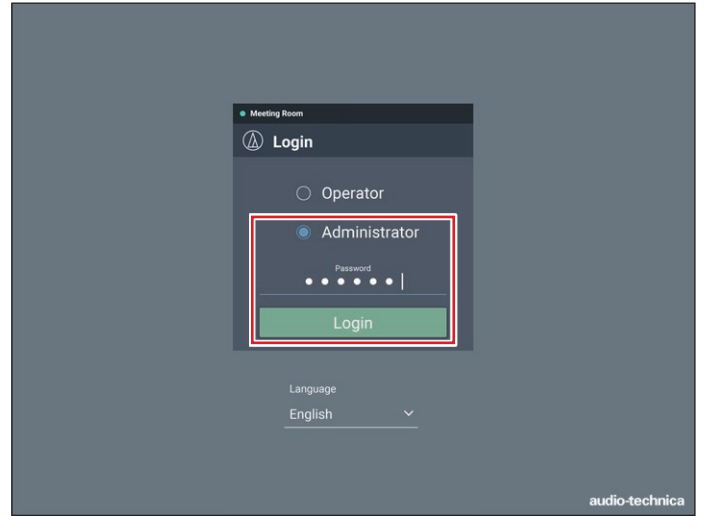 Meeting Room
Login
Operator
Administrator
Password
Login
Language
English
audio-technica